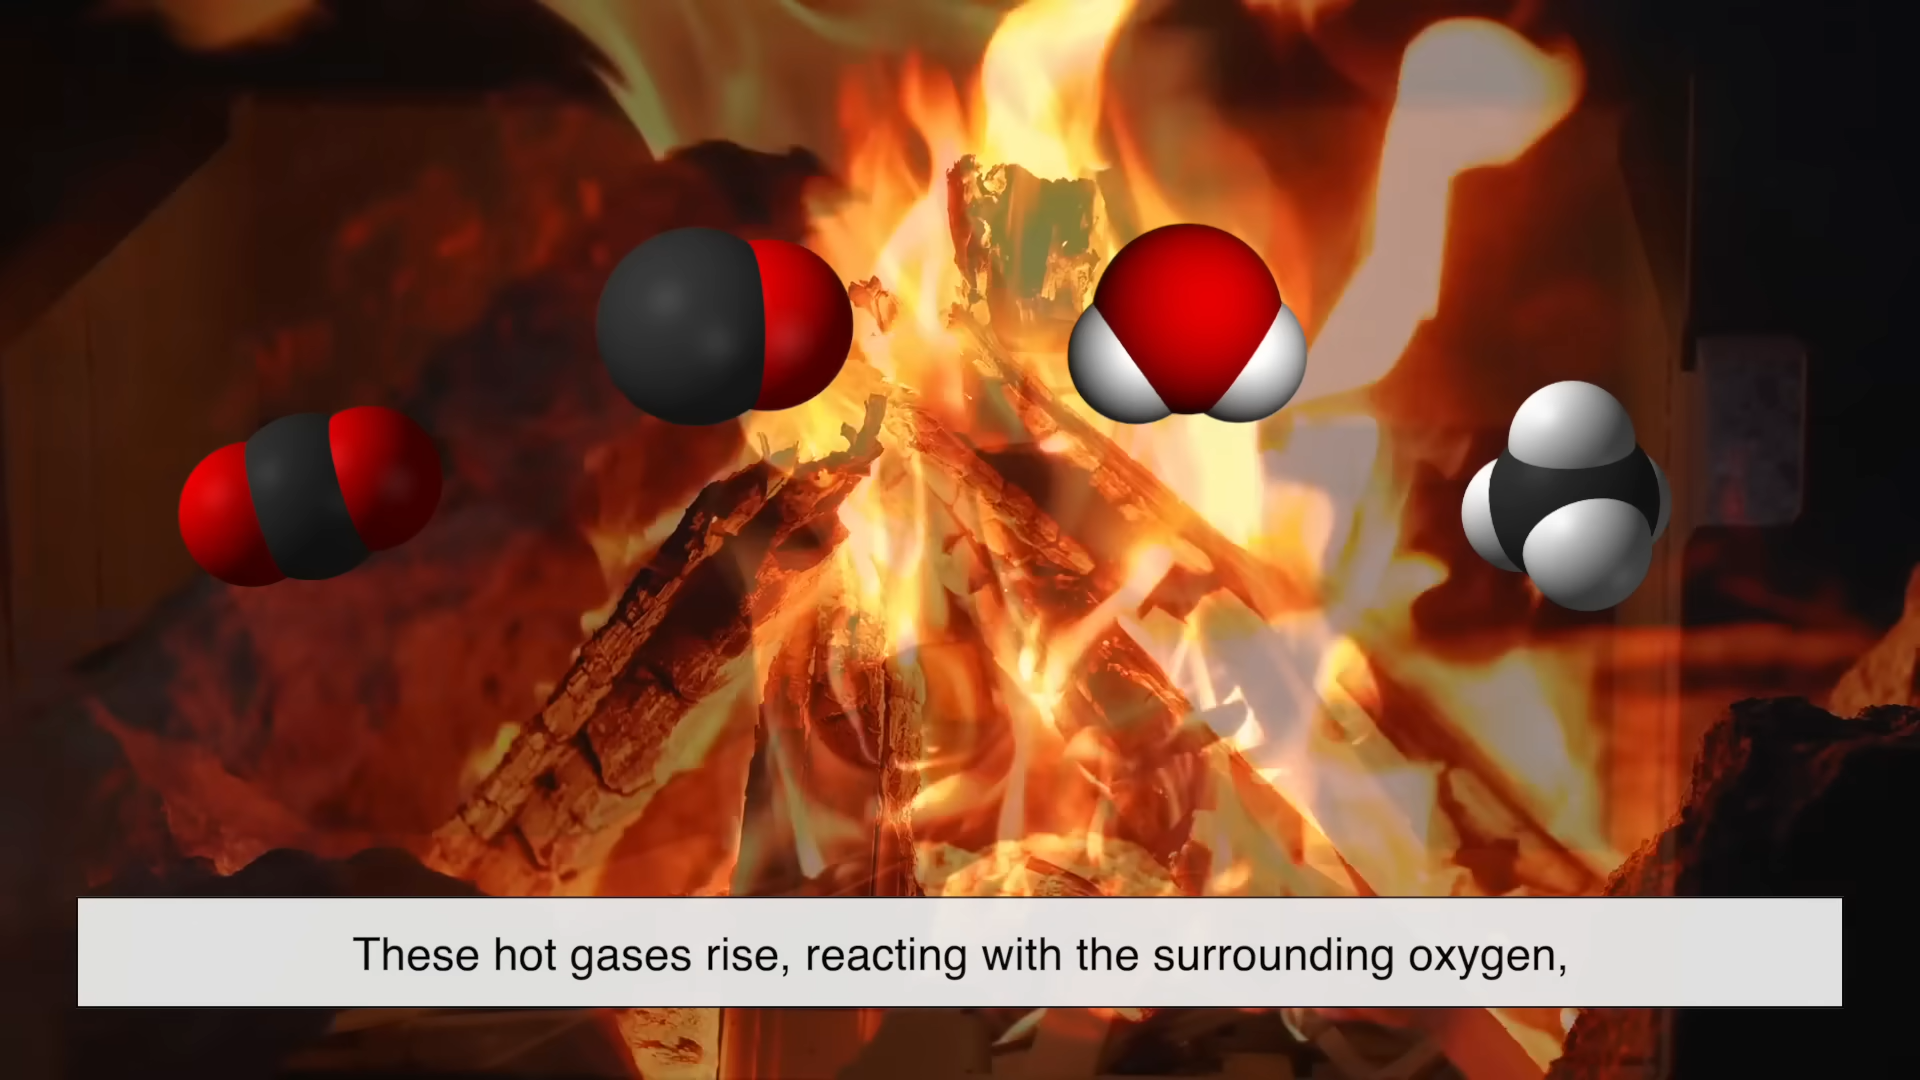 These hot gases rise, reacting with the surrounding oxygen,